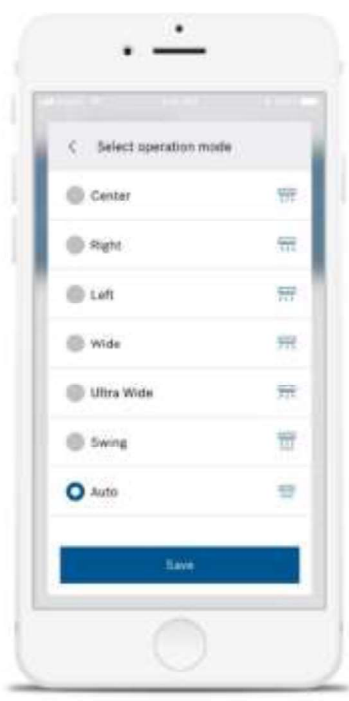 Select operation mode
Center
Right
Left
Wide
Ultra Wide
Swing
Auto
Save